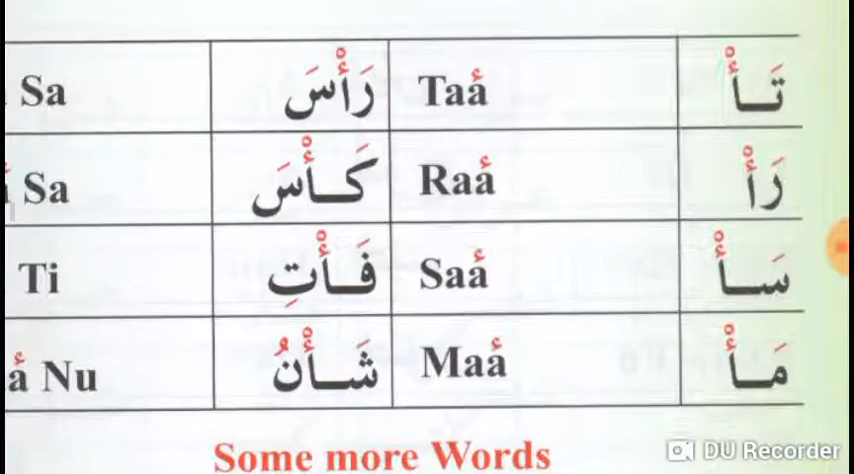 تَأْ Taa رَأْسَ Sa
رَأْ Raa كَأْسَ Sa
سَأْ Saa فَأْتِ Ti
مَأْ Maa شَأْنُ Nu
Some more Words
DU Recorder